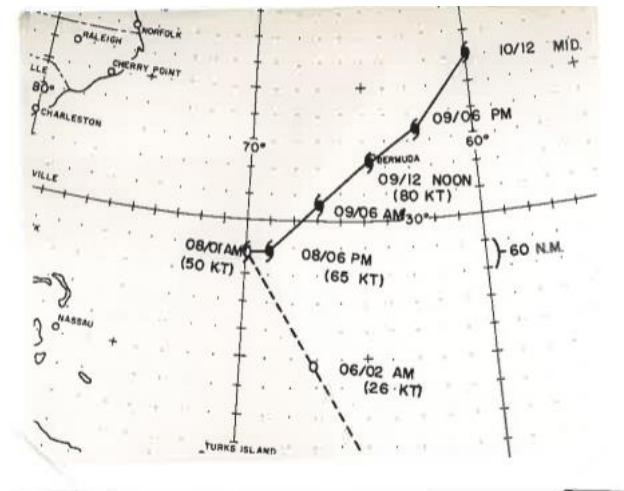 NORFOLK
RALEIGH
10/12 MID.
LLE
CHERRY POINT
80°
CHARLESTON
09/06 PM
70°
60°
BERMUDA
09/12 NOON
(80 KT)
VILLE
09/06 AM
30°
08/01 AM
(50 KT)
08/06 PM
(65 KT)
60 N.M.
NASSAU
06/02 AM
(26 KT)
TURKS ISLAND